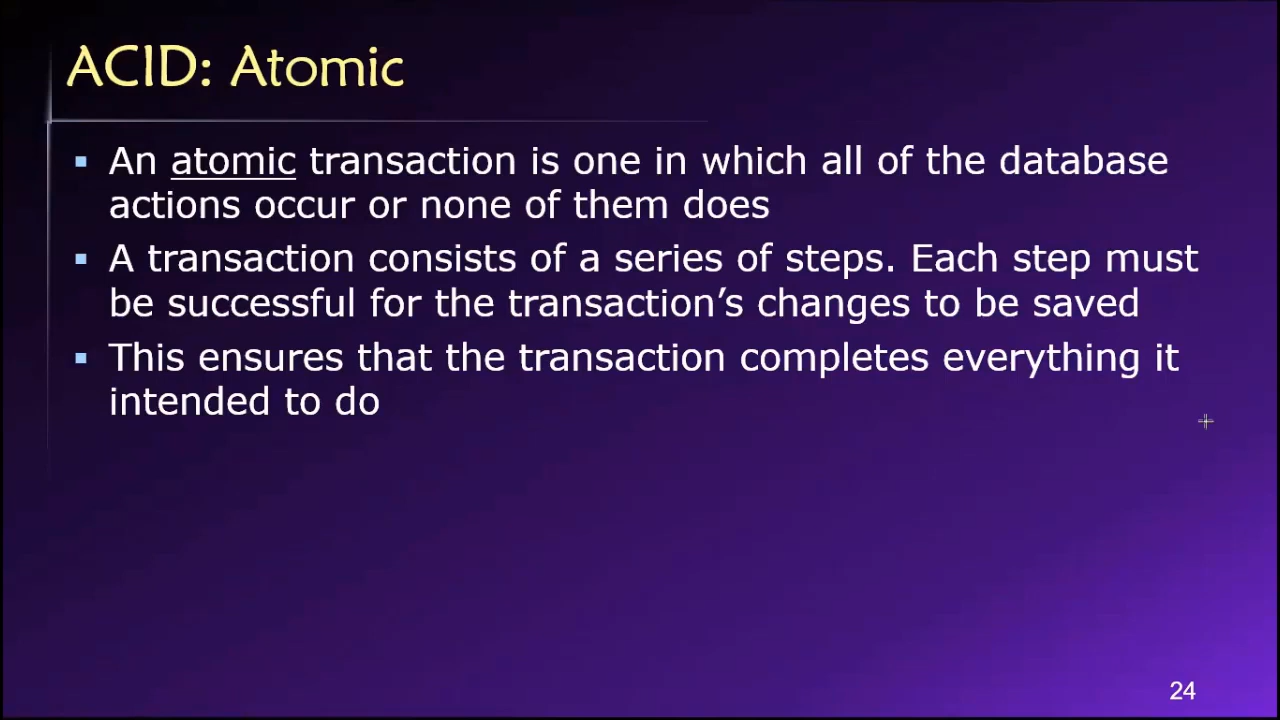 ACID: Atomic
▪ An atomic transaction is one in which all of the database
actions occur or none of them does
▪ A transaction consists of a series of steps. Each step must
be successful for the transaction’s changes to be saved
▪ This ensures that the transaction completes everything it
intended to do
24